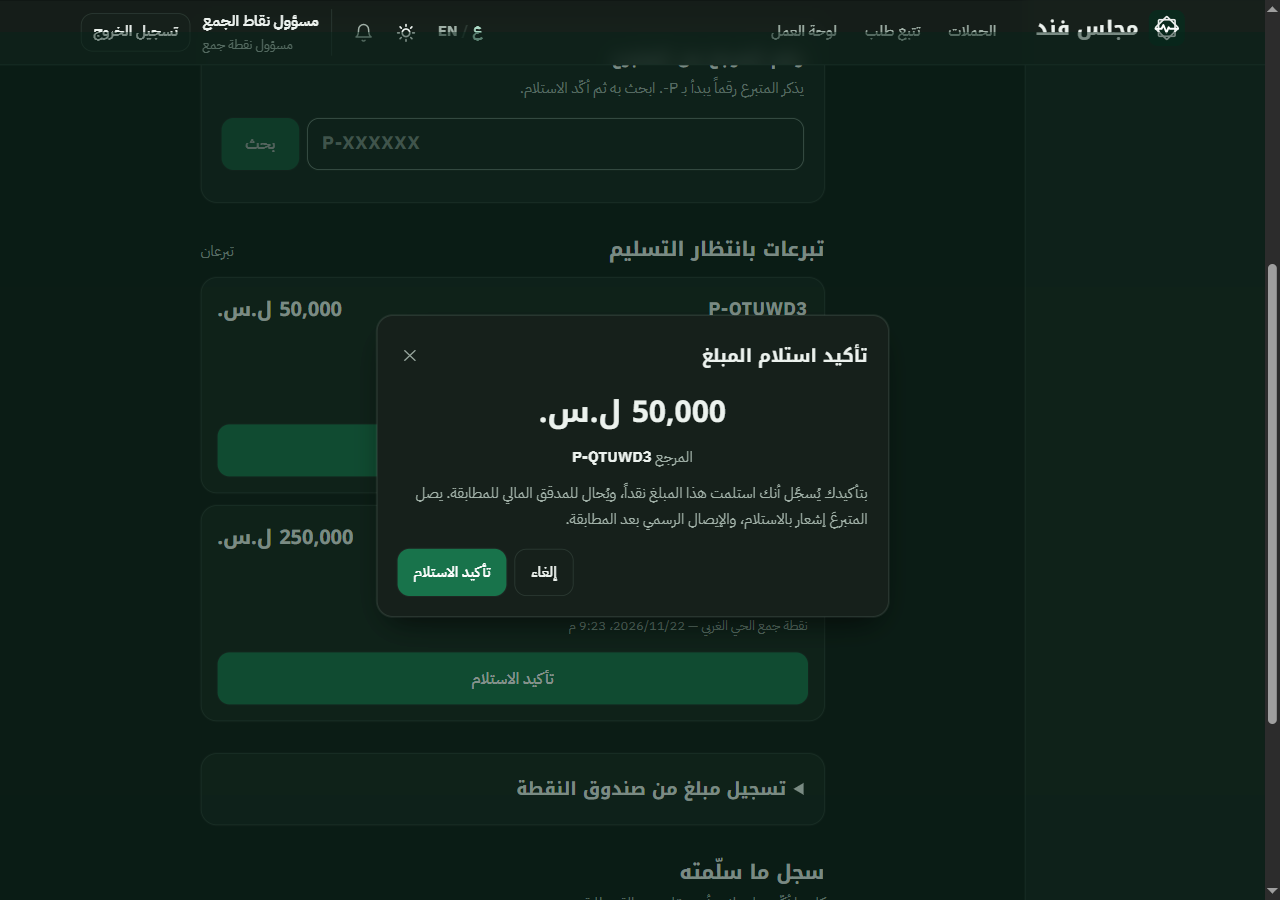 مجلس فند
الحملات
تتبع طلب
لوحة العمل
ع / EN
مسؤول نقاط الجمع
مسؤول نقطة جمع
تسجيل الخروج
يذكر المتبرع رقماً يبدأ بـ P-. ابحث به ثم أكّد الاستلام.
P-XXXXXX
بحث
تبرعات بانتظار التسليم
تبرعان
P-QTUWD3
50,000 ل.س.
تأكيد استلام المبلغ
50,000 ل.س.
المرجع P-QTUWD3
بتأكيدك يُسجَّل أنك استلمت هذا المبلغ نقداً، ويُحال للمدقق المالي للمطابقة. يصل
المتبرعَ إشعار بالاستلام، والإيصال الرسمي بعد المطابقة.
إلغاء
تأكيد الاستلام
250,000 ل.س.
نقطة جمع الحي الغربي — 2026/11/22، 9:23 م
تأكيد الاستلام
تسجيل مبلغ من صندوق النقطة
سجل ما سلّمته